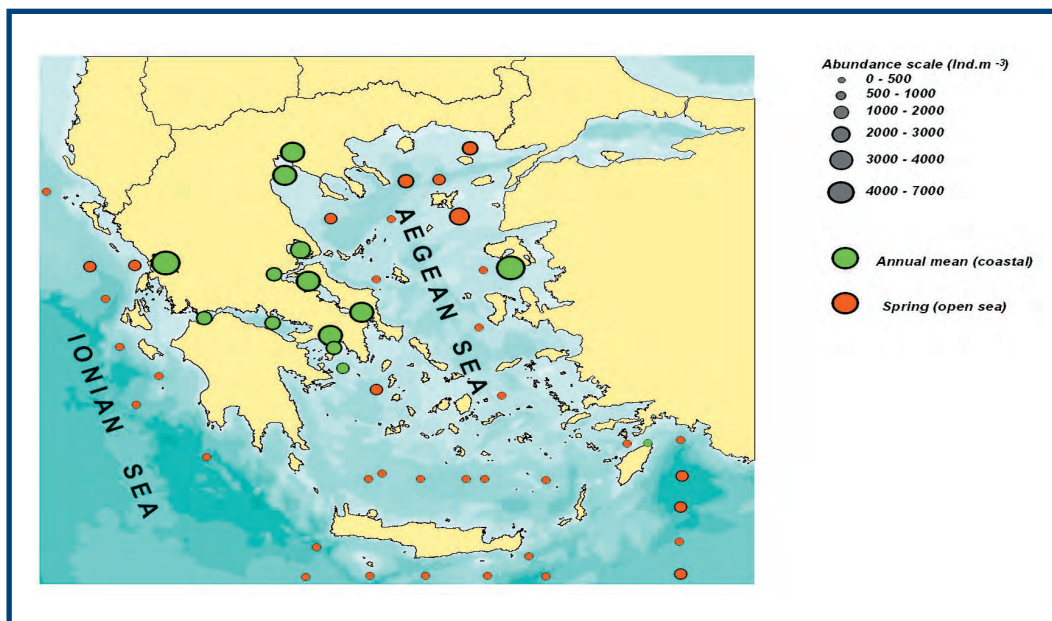 AEGEAN SEA
IONIAN SEA
Abundance scale (Ind.m -3)
0 - 500
500 - 1000
1000 - 2000
2000 - 3000
3000 - 4000
4000 - 7000
Annual mean (coastal)
Spring (open sea)